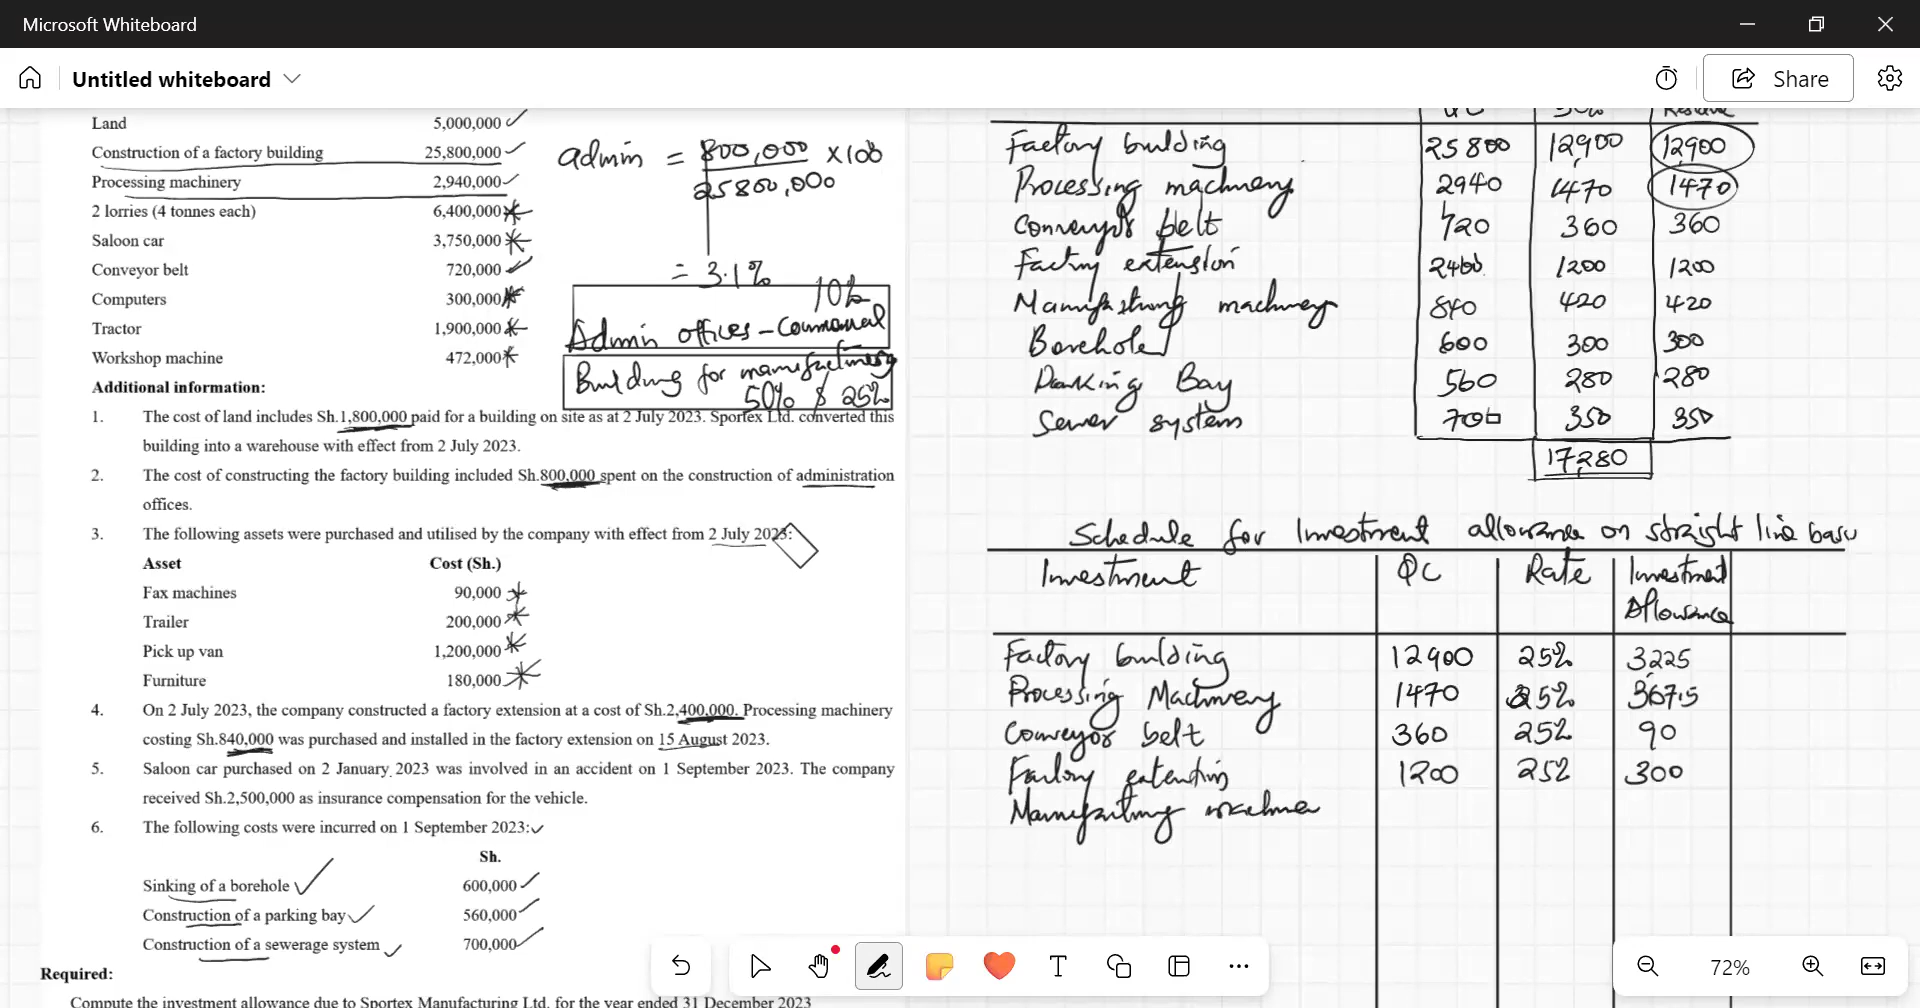 Microsoft Whiteboard
Untitled whiteboard
Share
Land 5,000,000
Construction of a factory building 25,800,000
Processing machinery 2,940,000
2 lorries (4 tonnes each) 6,400,000
Saloon car 3,750,000
Conveyor belt 720,000
Computers 300,000
Tractor 1,900,000
Workshop machine 472,000
admin = 800,000 × 100
25800,000
= 3.1%
10%
Admin offices - Commercial
Building for manufacturing
50% $ 25%
Additional information:
1. The cost of land includes Sh.1,800,000 paid for a building on site as at 2 July 2023. Sportex Ltd. converted this
building into a warehouse with effect from 2 July 2023.
2. The cost of constructing the factory building included Sh.800,000 spent on the construction of administration
offices.
3. The following assets were purchased and utilised by the company with effect from 2 July 2023:
Asset Cost (Sh.)
Fax machines 90,000
Trailer 200,000
Pick up van 1,200,000
Furniture 180,000
4. On 2 July 2023, the company constructed a factory extension at a cost of Sh.2,400,000. Processing machinery
costing Sh.840,000 was purchased and installed in the factory extension on 15 August 2023.
5. Saloon car purchased on 2 January 2023 was involved in an accident on 1 September 2023. The company
received Sh.2,500,000 as insurance compensation for the vehicle.
6. The following costs were incurred on 1 September 2023:
Sh.
Sinking of a borehole 600,000
Construction of a parking bay 560,000
Construction of a sewerage system 700,000
Required:
Compute the investment allowance due to Sportex Manufacturing Ltd. for the year ended 31 December 2023
Factory building 25800 12,900 12900
Processing machinery 2940 1470 1470
Conveyor belt 720 360 360
Factory extension 2400 1200 1200
Manufacturing machinery 840 420 420
Borehole 600 300 300
Parking Bay 560 280 280
Sewer system 700 350 350
17,280
Schedule for Investment allowance on straight line basis
Investment QC Rate Investment
Allowance
Factory building 12900 25% 3,225
Processing Machinery 1470 25% 367.5
Conveyor belt 360 25% 90
Factory extension 1200 25% 300
Manufacturing machine
72%